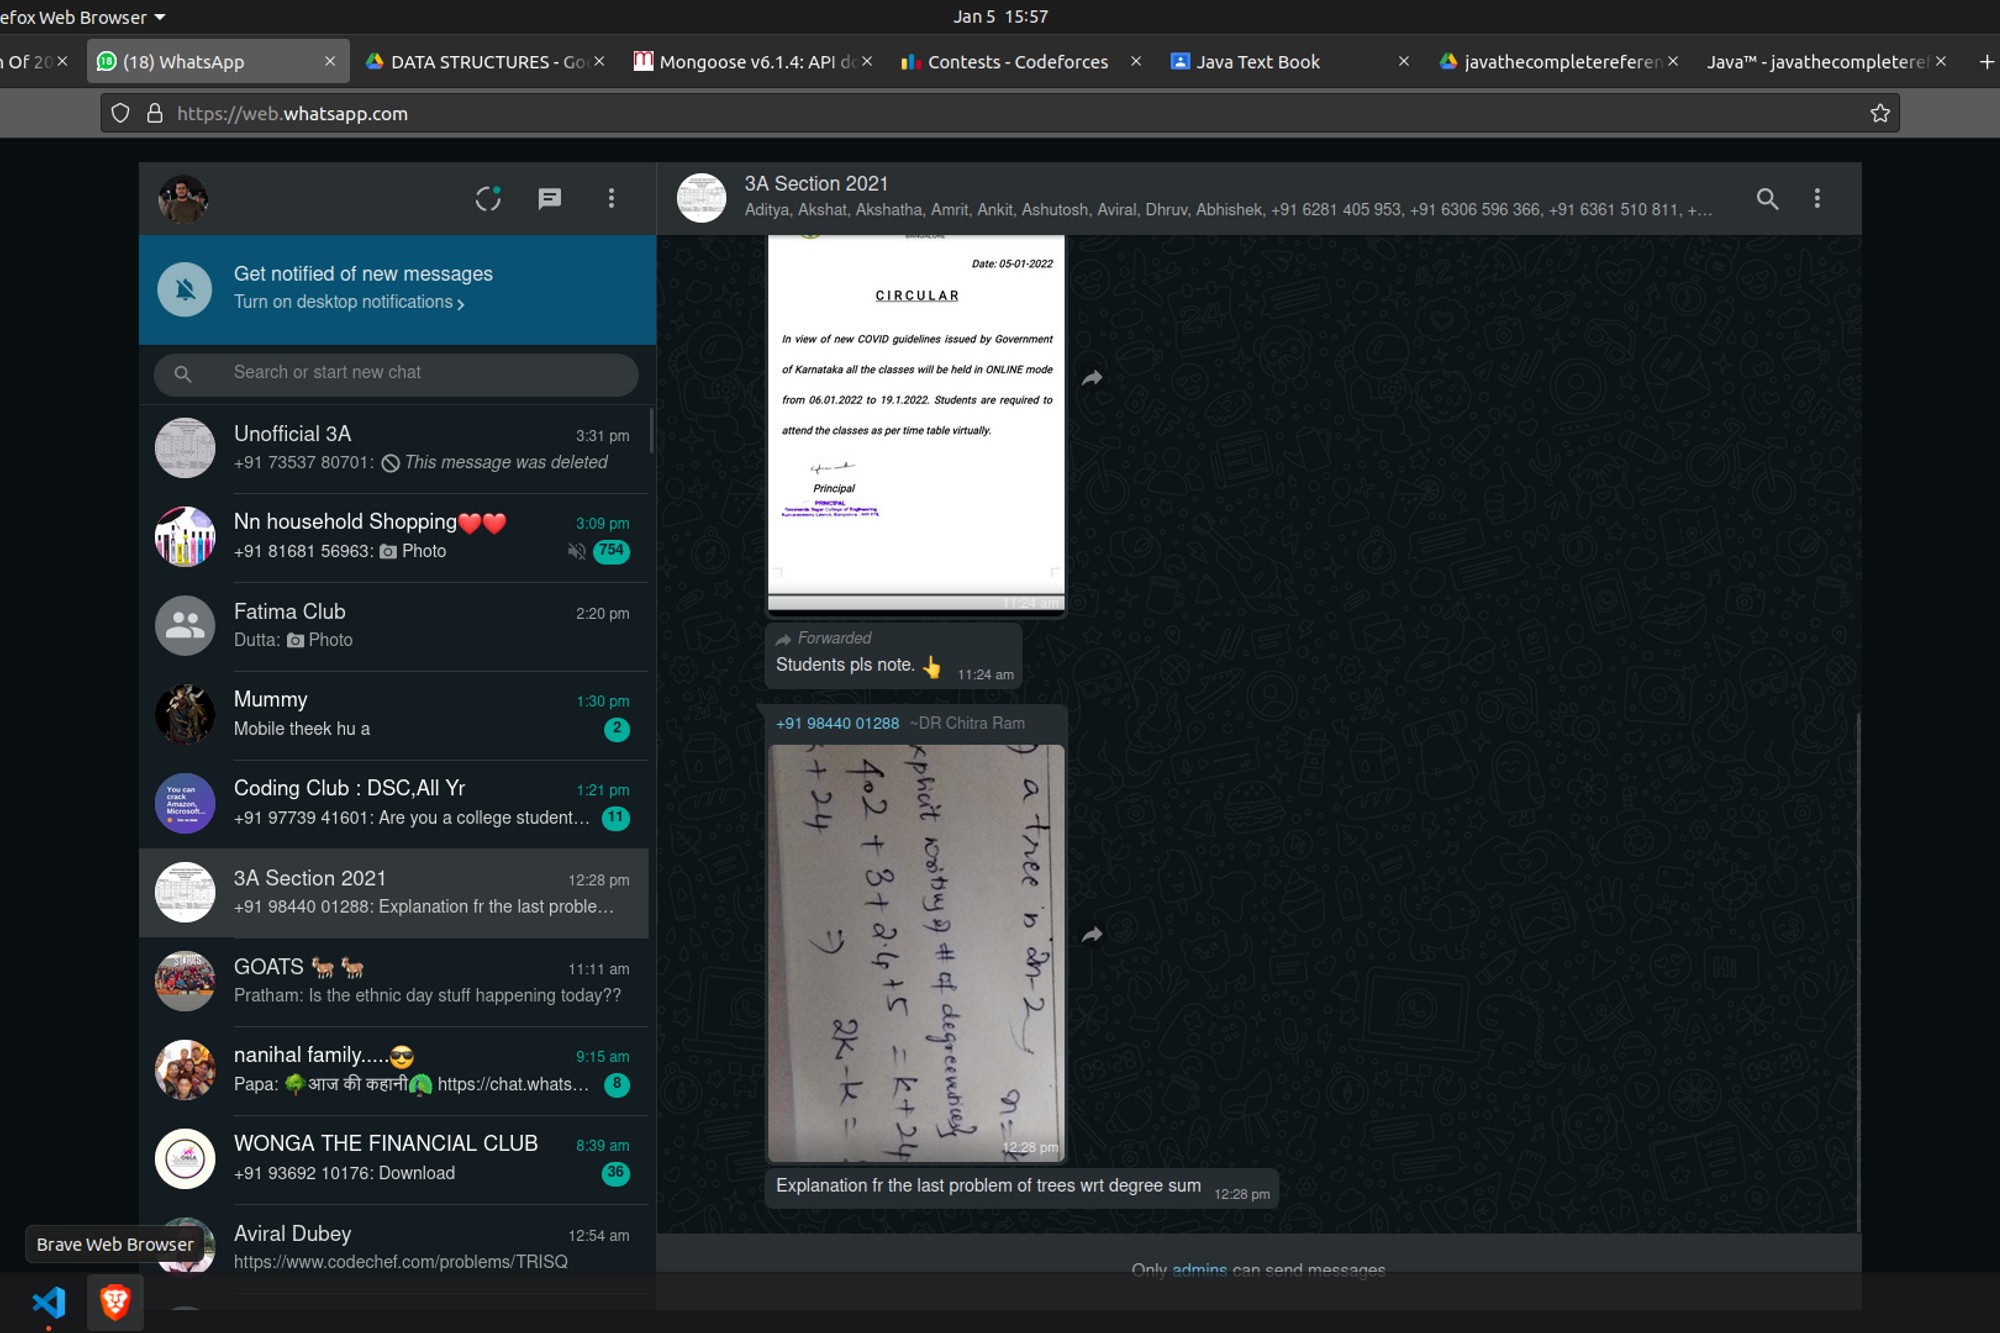 efox Web Browser
Jan 5 15:57
n Of 20
(18) WhatsApp
DATA STRUCTURES - Go
Mongoose v6.1.4: API do
Contests - Codeforces
Java Text Book
javathecompletereferen
Java™ - javathecompleteref
https://web.whatsapp.com
Get notified of new messages
Turn on desktop notifications
Search or start new chat
Unofficial 3A 3:31 pm
+91 73537 80701: This message was deleted
Nn household Shopping❤️❤️ 3:09 pm
+91 81681 56963: Photo 754
Fatima Club 2:20 pm
Dutta: Photo
Mummy 1:30 pm
Mobile theek hu a 2
You can
crack
Amazon,
Microsoft...
Coding Club : DSC,All Yr 1:21 pm
+91 97739 41601: Are you a college student... 11
3A Section 2021 12:28 pm
+91 98440 01288: Explanation fr the last proble...
GOATS 🐐 🐐 11:11 am
Pratham: Is the ethnic day stuff happening today??
nanihal family.....😎 9:15 am
Papa: 🌳आज की कहानी🦚 https://chat.whats... 8
WONGA THE FINANCIAL CLUB 8:39 am
+91 93692 10176: Download 36
Aviral Dubey 12:54 am
https://www.codechef.com/problems/TRISQ
Brave Web Browser
3A Section 2021
Aditya, Akshat, Akshatha, Amrit, Ankit, Ashutosh, Aviral, Dhruv, Abhishek, +91 6281 405 953, +91 6306 596 366, +91 6361 510 811, +...
BANGALORE
Date: 05-01-2022
CIRCULAR
In view of new COVID guidelines issued by Government
of Karnataka all the classes will be held in ONLINE mode
from 06.01.2022 to 19.1.2022. Students are required to
attend the classes as per time table virtually.
Principal
PRINCIPAL
11:24 am
Forwarded
Students pls note. 👆 11:24 am
+91 98440 01288 ~DR Chitra Ram
a tree is 2n-2
xplicit writing of # of degree vertices
4.2 + 3 + 2.4 + 5 = k + 24
+ 24 ⇒ 2k - k =
12:28 pm
Explanation fr the last problem of trees wrt degree sum 12:28 pm
Only admins can send messages